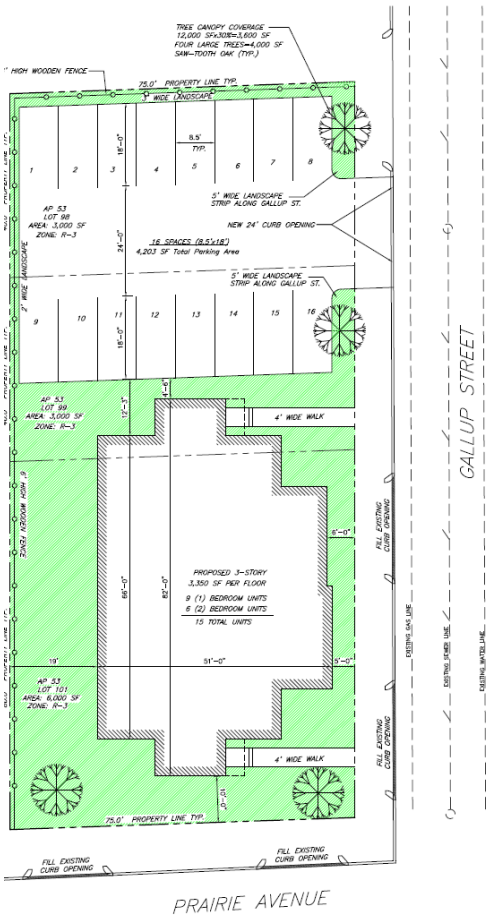 TREE CANOPY COVERAGE
12,000 SFx30%=3,600 SF
FOUR LARGE TREES=4,000 SF
SAW-TOOTH OAK (TYP.)
' HIGH WOODEN FENCE
75.0' PROPERTY LINE TYP.
3' WIDE LANDSCAPE
18'-0"
8.5'
TYP.
1
2
3
4
5
6
7
8
5' WIDE LANDSCAPE
STRIP ALONG GALLUP ST.
AP 53
LOT 98
AREA: 3,000 SF
ZONE: R-3
NEW 24' CURB OPENING
24'-0"
16 SPACES (8.5'x18')
4,203 SF Total Parking Area
2' WIDE LANDSCAPE
5' WIDE LANDSCAPE
STRIP ALONG GALLUP ST.
9
10
11
12
13
14
15
16
18'-0"
GALLUP STREET
AP 53
LOT 99
AREA: 3,000 SF
ZONE: R-3
12'-3"
4'-6"
4' WIDE WALK
6' HIGH WOODEN FENCE
FILL EXISTING
CURB OPENING
6'-0"
PROPOSED 3-STORY
3,350 SF PER FLOOR
9 (1) BEDROOM UNITS
6 (2) BEDROOM UNITS
15 TOTAL UNITS
66'-0"
82'-0"
EXISTING GAS LINE
EXISTING SEWER LINE
EXISTING WATER LINE
19'
51'-0"
5'-0"
AP 53
LOT 101
AREA: 6,000 SF
ZONE: R-3
FILL EXISTING
CURB OPENING
4' WIDE WALK
10'-0"
75.0' PROPERTY LINE TYP.
FILL EXISTING
CURB OPENING
FILL EXISTING
CURB OPENING
PRAIRIE AVENUE